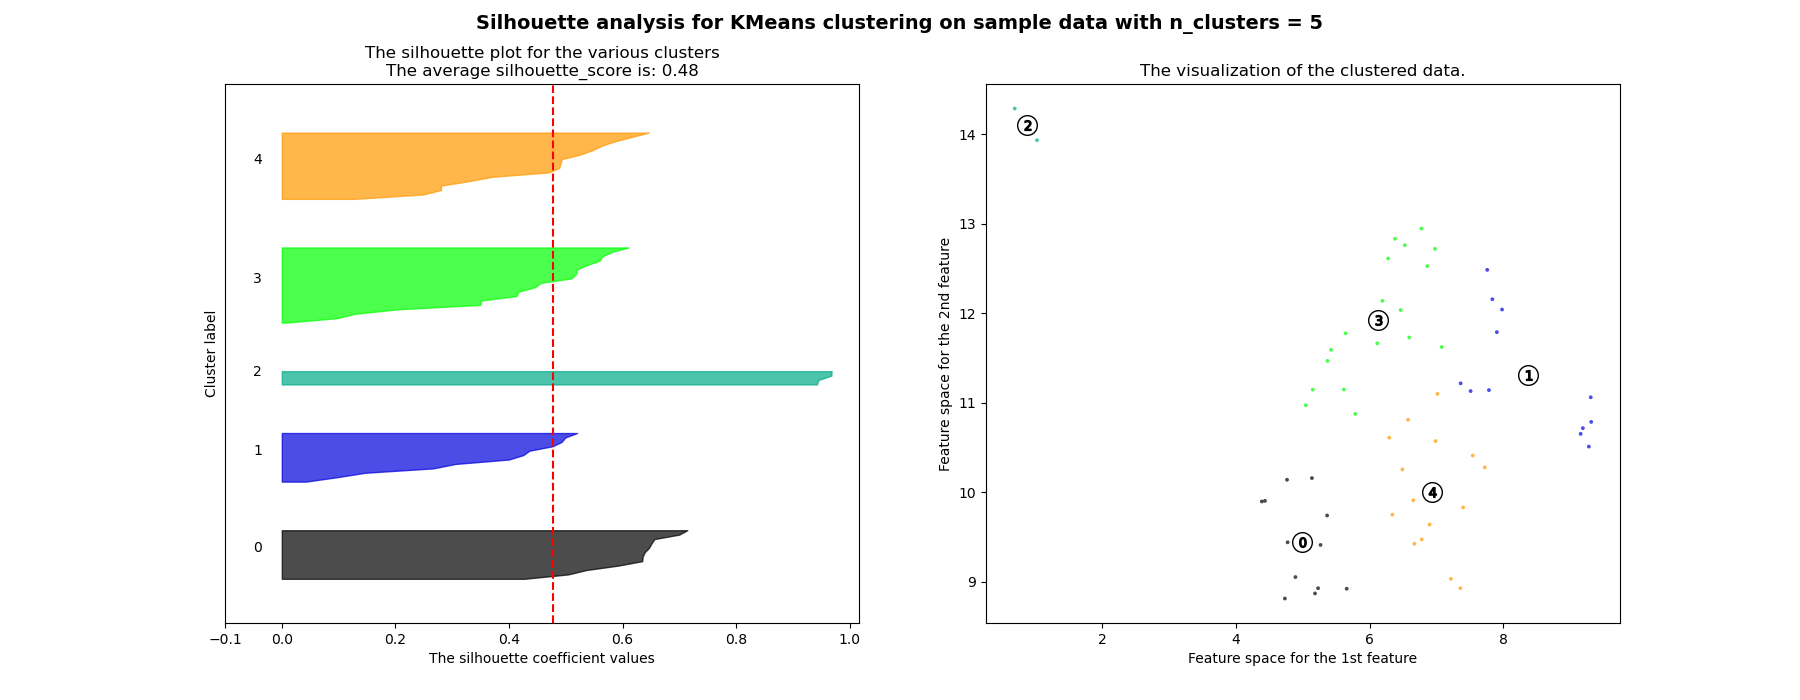 Silhouette analysis for KMeans clustering on sample data with n_clusters = 5
The silhouette plot for the various clusters
The average silhouette_score is: 0.48
4
3
2
1
0
Cluster label
−0.1 0.0 0.2 0.4 0.6 0.8 1.0
The silhouette coefficient values
The visualization of the clustered data.
14
13
12
11
10
9
Feature space for the 2nd feature
2
3
1
4
0
2 4 6 8
Feature space for the 1st feature